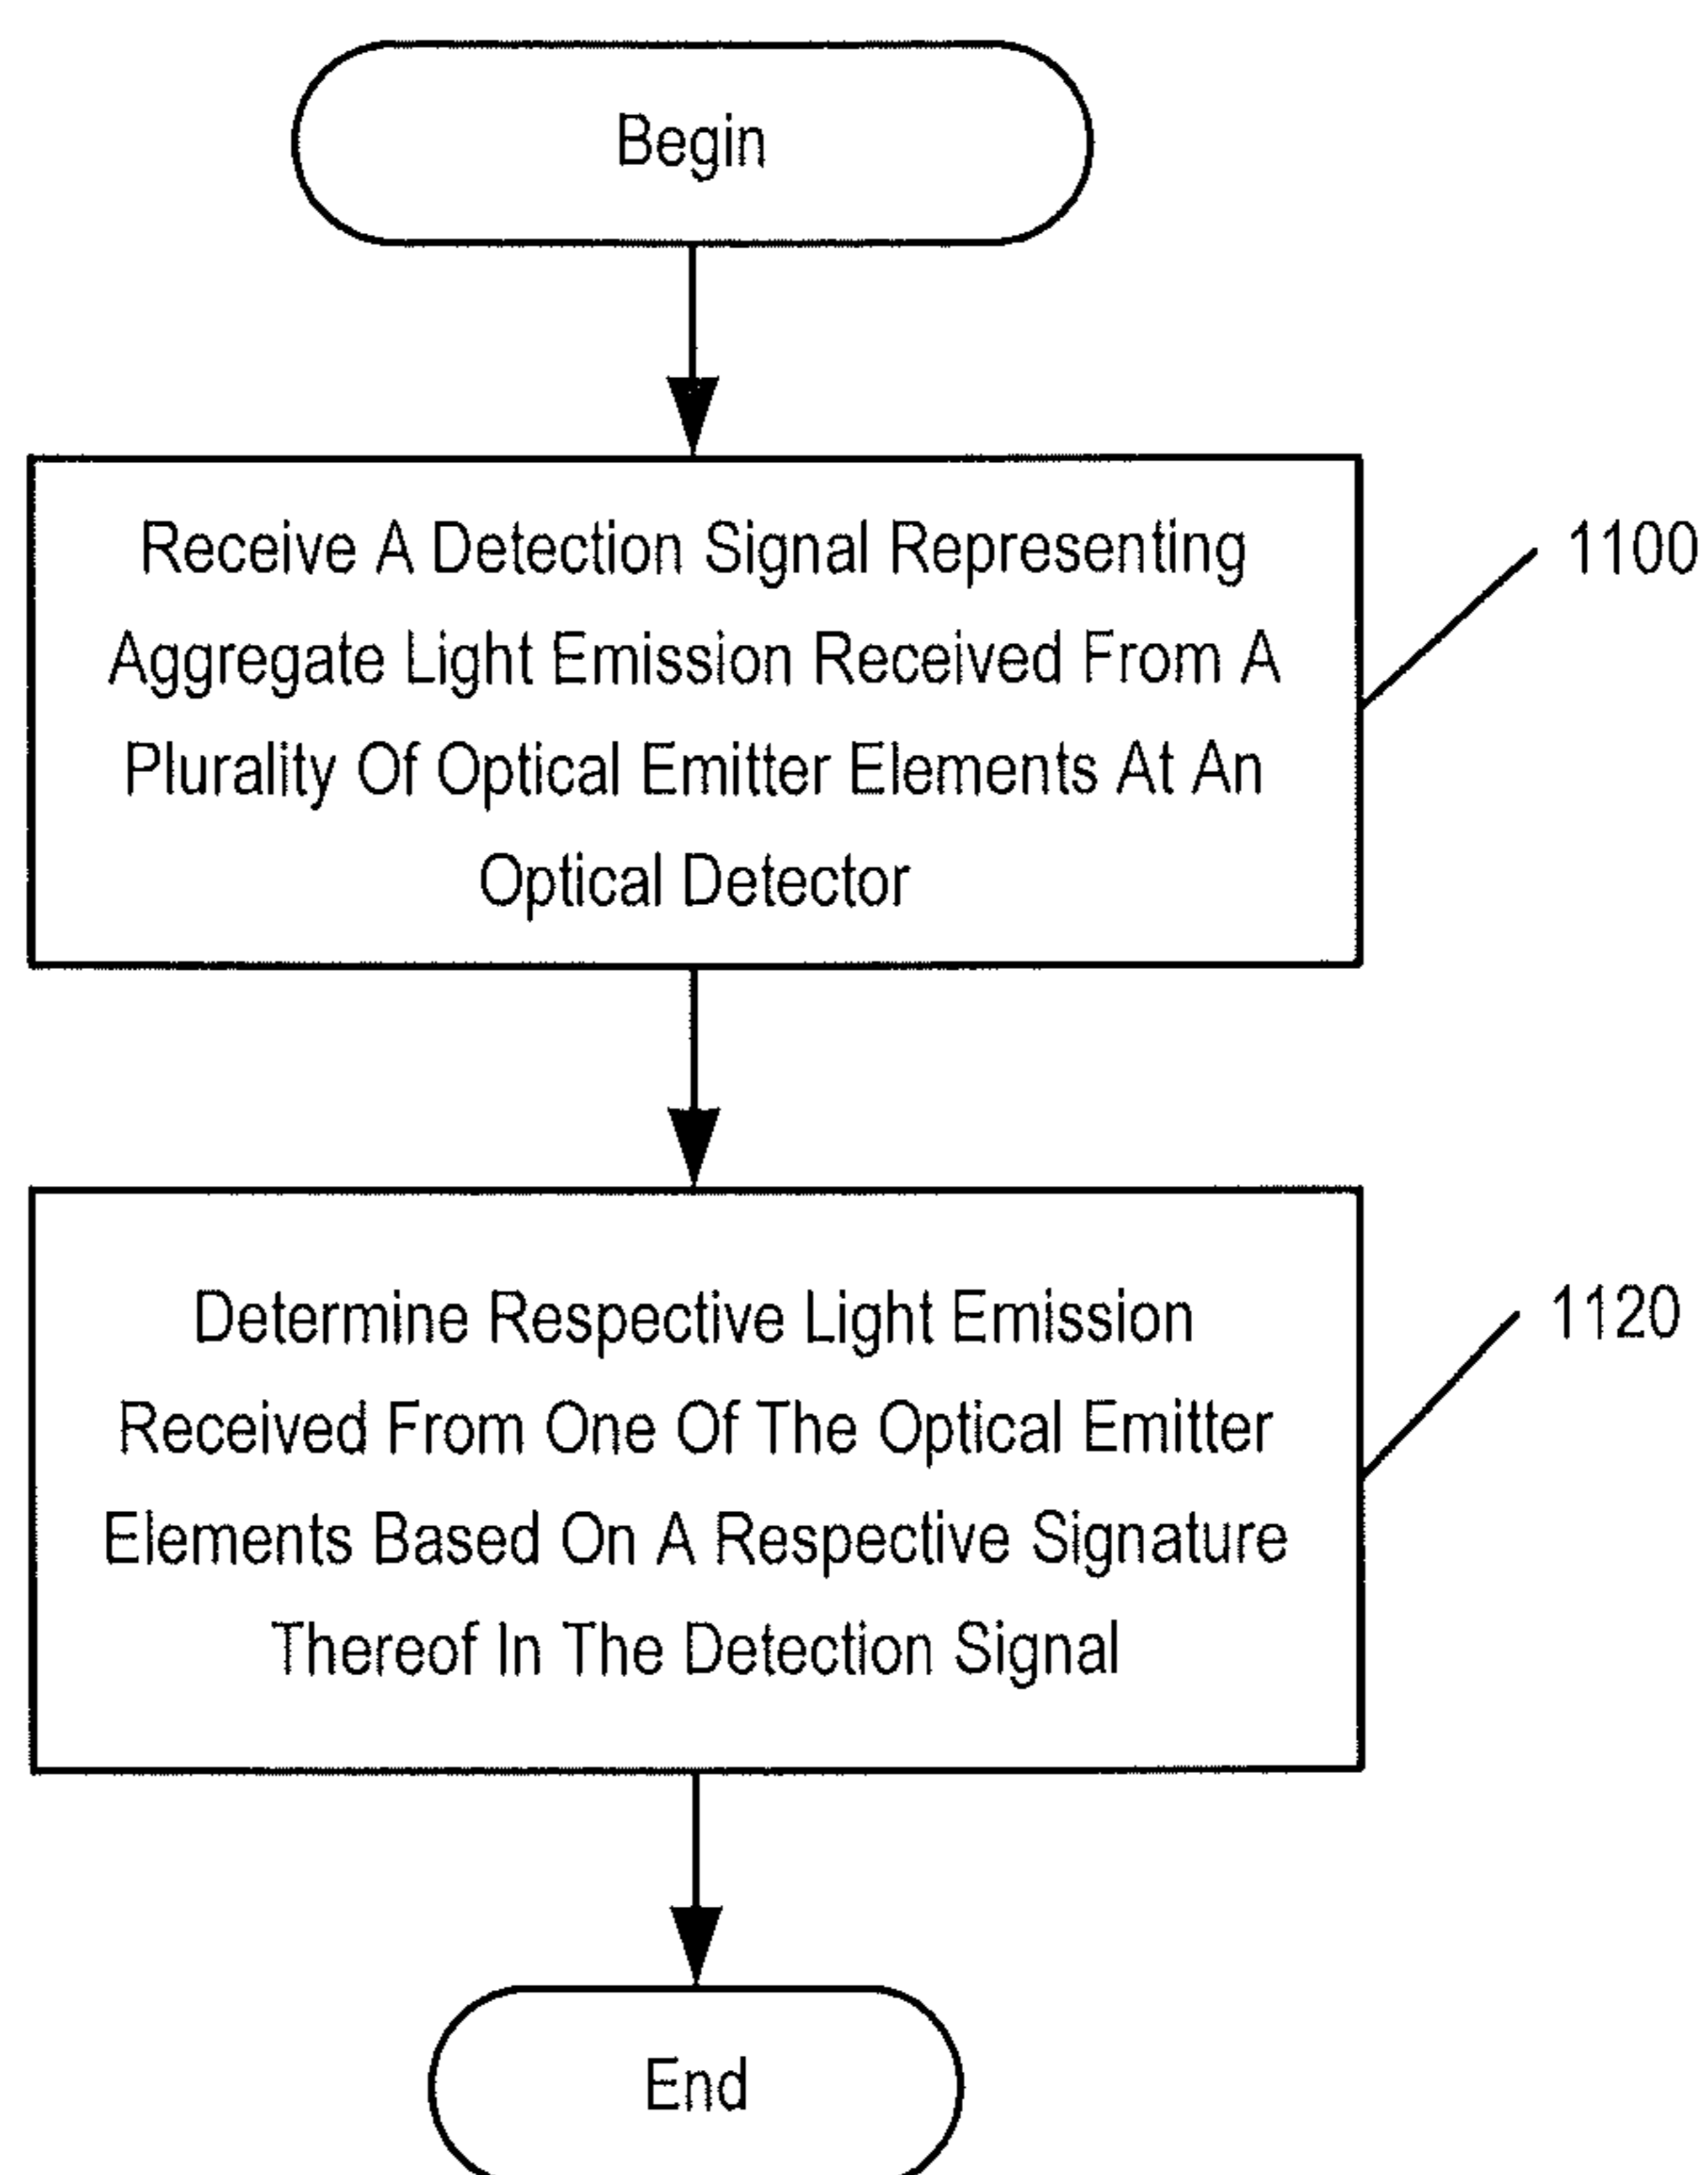 Begin
Receive A Detection Signal Representing
Aggregate Light Emission Received From A
Plurality Of Optical Emitter Elements At An
Optical Detector
1100
Determine Respective Light Emission
Received From One Of The Optical Emitter
Elements Based On A Respective Signature
Thereof In The Detection Signal
1120
End